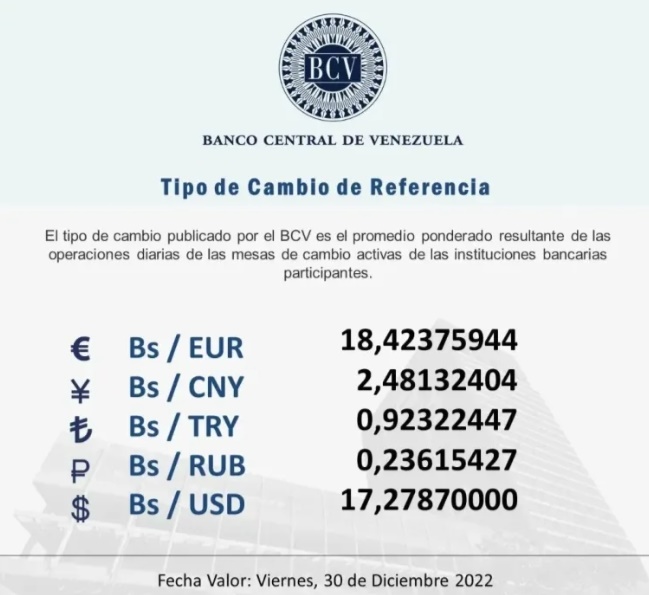 BCV
BANCO CENTRAL DE VENEZUELA
Tipo de Cambio de Referencia
El tipo de cambio publicado por el BCV es el promedio ponderado resultante de las
operaciones diarias de las mesas de cambio activas de las instituciones bancarias
participantes.
€ Bs / EUR 18,42375944
¥ Bs / CNY 2,48132404
₺ Bs / TRY 0,92322447
₽ Bs / RUB 0,23615427
$ Bs / USD 17,27870000
Fecha Valor: Viernes, 30 de Diciembre 2022